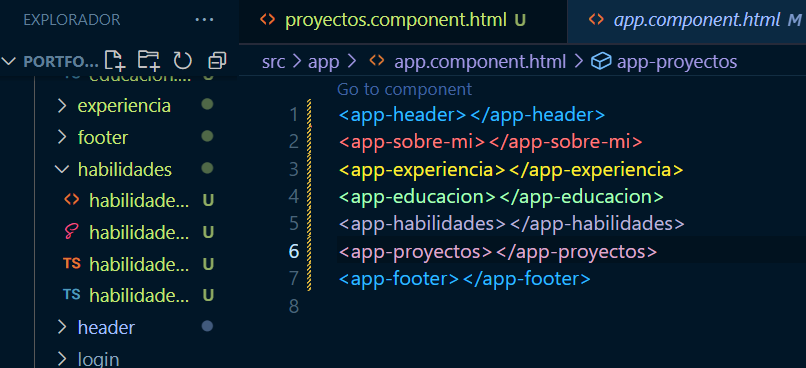 EXPLORADOR ...
PORTFO...
educacion....
experiencia
footer
habilidades
habilidade... U
habilidade... U
TS habilidade... U
TS habilidade... U
header
login
proyectos.component.html U
app.component.html M
src > app > app.component.html > app-proyectos
Go to component
1 <app-header></app-header>
2 <app-sobre-mi></app-sobre-mi>
3 <app-experiencia></app-experiencia>
4 <app-educacion></app-educacion>
5 <app-habilidades></app-habilidades>
6 <app-proyectos></app-proyectos>
7 <app-footer></app-footer>
8